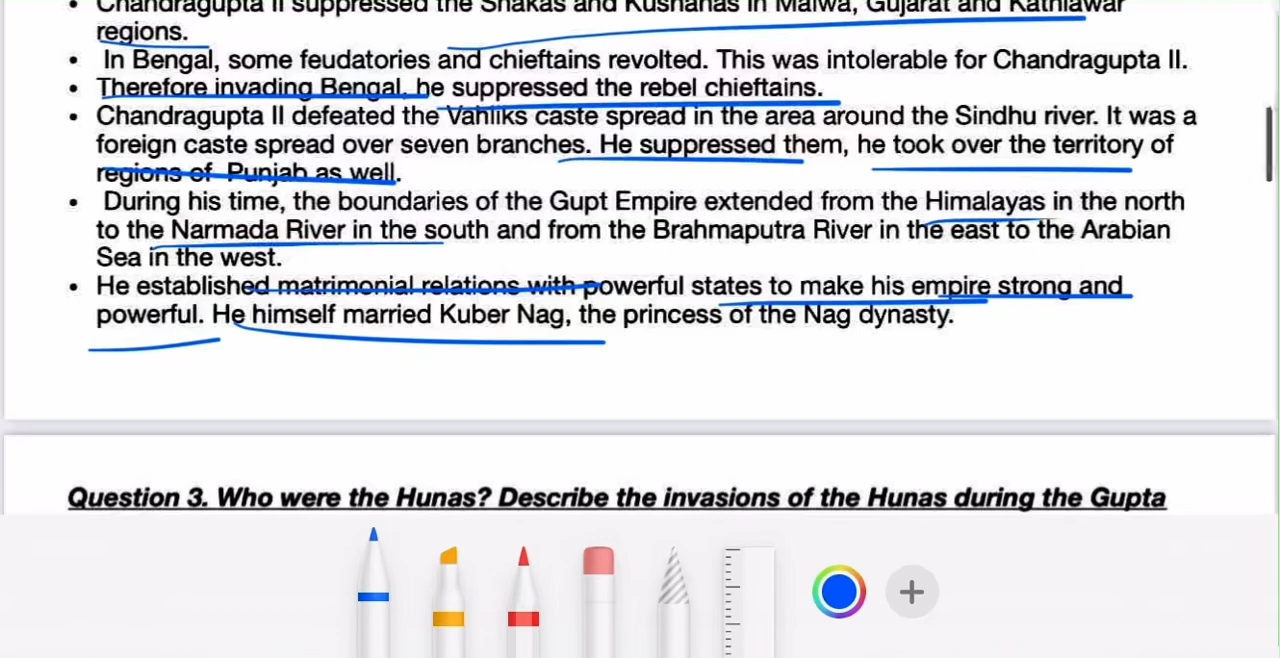 Chandragupta II suppressed the Shakas and Kushanas in Malwa, Gujarat and Kathiawar
regions.
• In Bengal, some feudatories and chieftains revolted. This was intolerable for Chandragupta II.
• Therefore invading Bengal, he suppressed the rebel chieftains.
• Chandragupta II defeated the Vahliks caste spread in the area around the Sindhu river. It was a
foreign caste spread over seven branches. He suppressed them, he took over the territory of
regions of Punjab as well.
• During his time, the boundaries of the Gupt Empire extended from the Himalayas in the north
to the Narmada River in the south and from the Brahmaputra River in the east to the Arabian
Sea in the west.
• He established matrimonial relations with powerful states to make his empire strong and
powerful. He himself married Kuber Nag, the princess of the Nag dynasty.
Question 3. Who were the Hunas? Describe the invasions of the Hunas during the Gupta